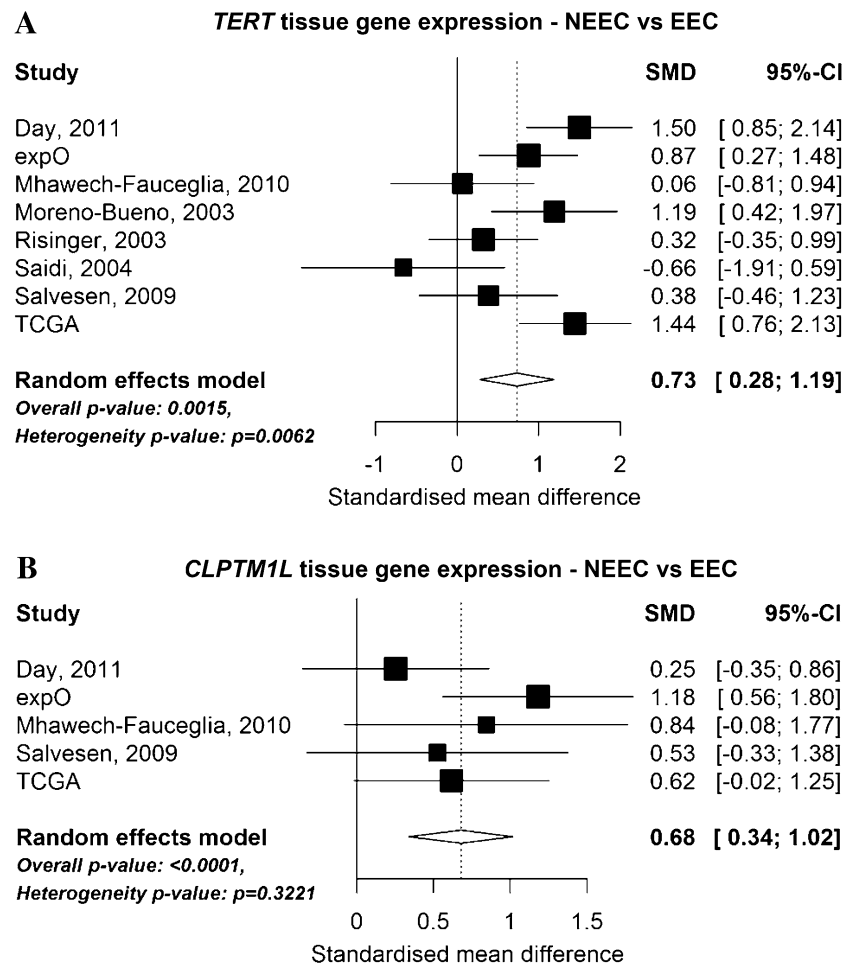 A
TERT tissue gene expression - NEEC vs EEC
Study SMD 95%-CI
Day, 2011 1.50 [ 0.85; 2.14]
expO 0.87 [ 0.27; 1.48]
Mhawech-Fauceglia, 2010 0.06 [-0.81; 0.94]
Moreno-Bueno, 2003 1.19 [ 0.42; 1.97]
Risinger, 2003 0.32 [-0.35; 0.99]
Saidi, 2004 -0.66 [-1.91; 0.59]
Salvesen, 2009 0.38 [-0.46; 1.23]
TCGA 1.44 [ 0.76; 2.13]
Random effects model 0.73 [ 0.28; 1.19]
Overall p-value: 0.0015,
Heterogeneity p-value: p=0.0062
-1 0 1 2
Standardised mean difference
B
CLPTM1L tissue gene expression - NEEC vs EEC
Study SMD 95%-CI
Day, 2011 0.25 [-0.35; 0.86]
expO 1.18 [ 0.56; 1.80]
Mhawech-Fauceglia, 2010 0.84 [-0.08; 1.77]
Salvesen, 2009 0.53 [-0.33; 1.38]
TCGA 0.62 [-0.02; 1.25]
Random effects model 0.68 [ 0.34; 1.02]
Overall p-value: <0.0001,
Heterogeneity p-value: p=0.3221
0 0.5 1 1.5
Standardised mean difference